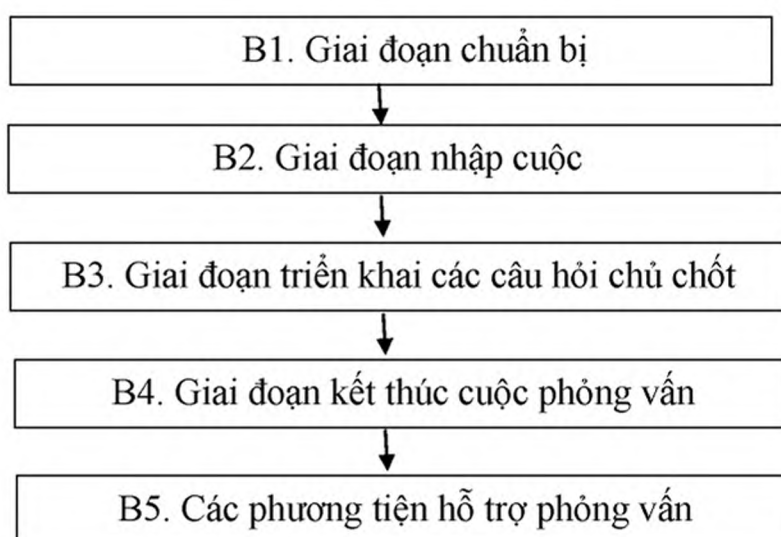 B1. Giai đoạn chuẩn bị
B2. Giai đoạn nhập cuộc
B3. Giai đoạn triển khai các câu hỏi chủ chốt
B4. Giai đoạn kết thúc cuộc phỏng vấn
B5. Các phương tiện hỗ trợ phỏng vấn